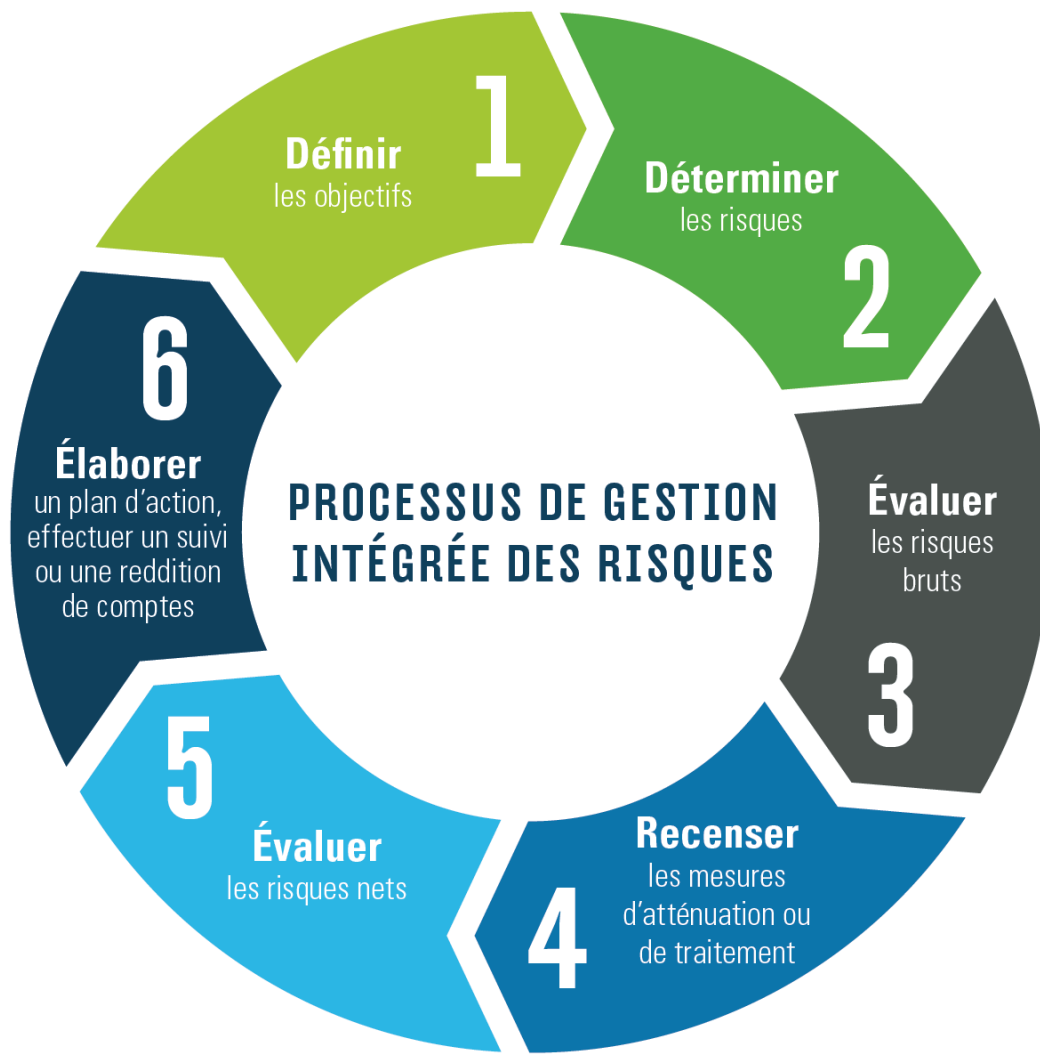 1
Définir
les objectifs
Déterminer
les risques
2
Évaluer
les risques
bruts
3
Recenser
les mesures
d'atténuation ou
de traitement
4
5
Évaluer
les risques nets
6
Élaborer
un plan d'action,
effectuer un suivi
ou une reddition
de comptes
PROCESSUS DE GESTION
INTÉGRÉE DES RISQUES